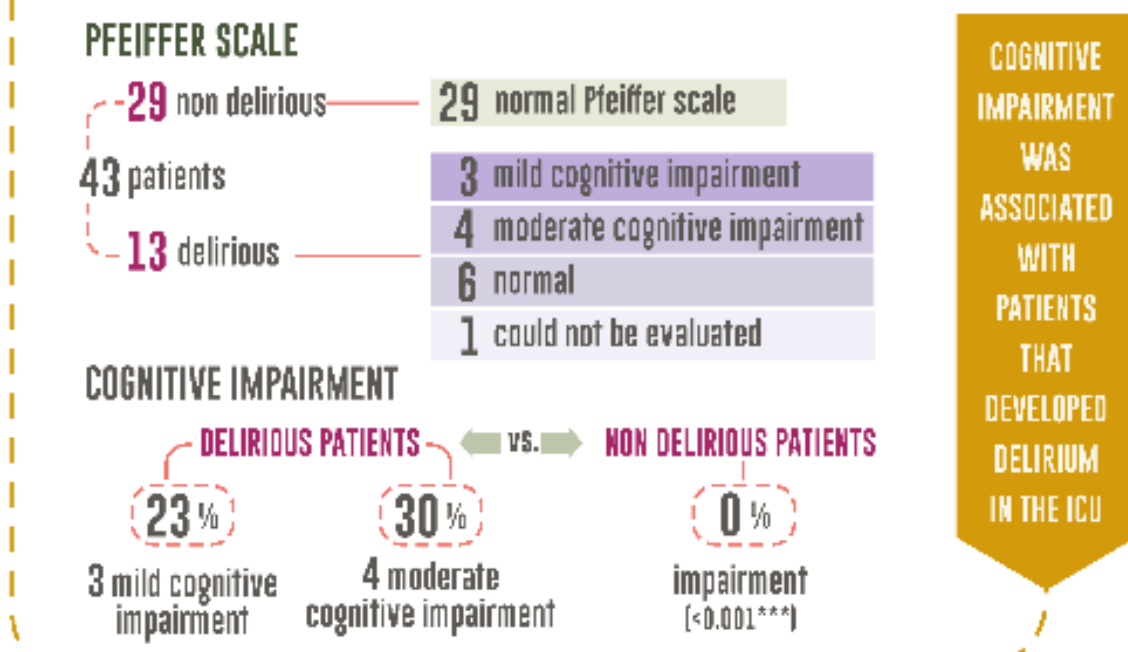 PFEIFFER SCALE
29 non delirious
29 normal Pfeiffer scale
43 patients
3 mild cognitive impairment
4 moderate cognitive impairment
13 delirious
6 normal
1 could not be evaluated
COGNITIVE IMPAIRMENT
DELIRIOUS PATIENTS
vs.
NON DELIRIOUS PATIENTS
23 %
30 %
0 %
3 mild cognitive
impairment
4 moderate
cognitive impairment
impairment
(<0.001***)
COGNITIVE
IMPAIRMENT
WAS
ASSOCIATED
WITH
PATIENTS
THAT
DEVELOPED
DELIRIUM
IN THE ICU